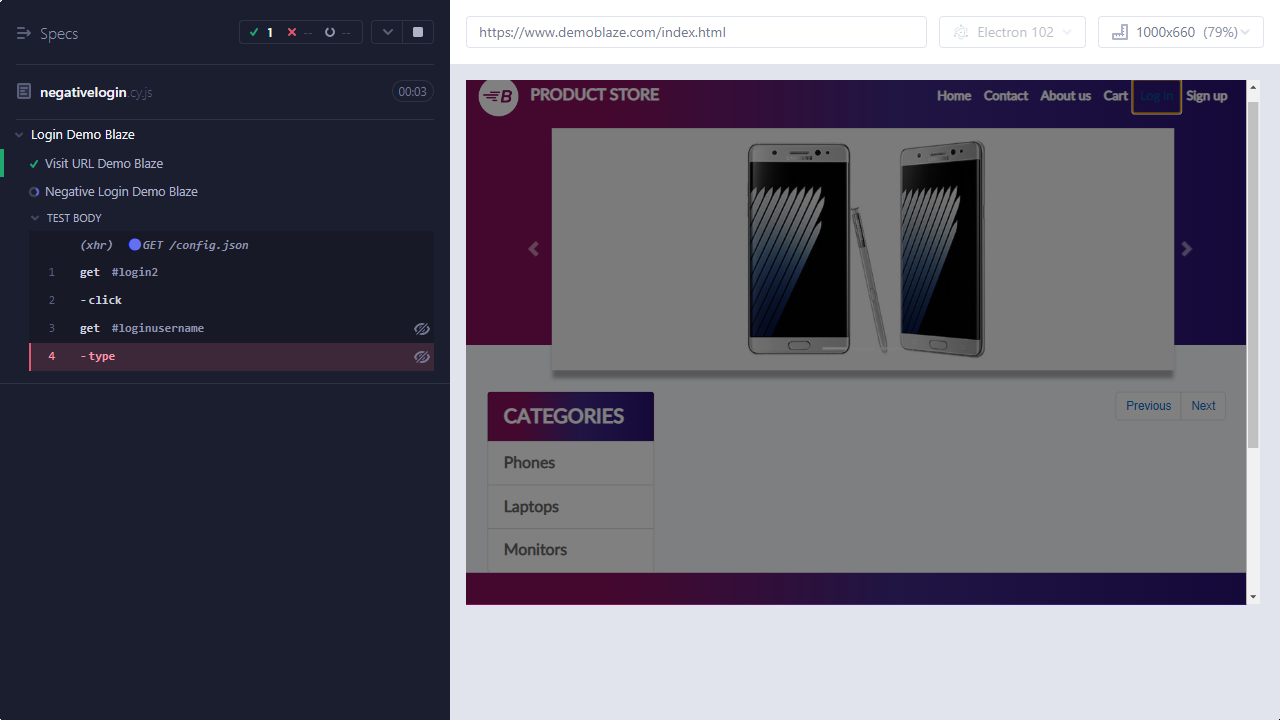 Specs
1 -- --
negativelogin.cy.js
00:03
Login Demo Blaze
Visit URL Demo Blaze
Negative Login Demo Blaze
TEST BODY
(xhr) GET /config.json
1 get #login2
2 -click
3 get #loginusername
4 -type
https://www.demoblaze.com/index.html
Electron 102
1000x660 (79%)
B PRODUCT STORE
Home Contact About us Cart Log in Sign up
CATEGORIES
Previous Next
Phones
Laptops
Monitors